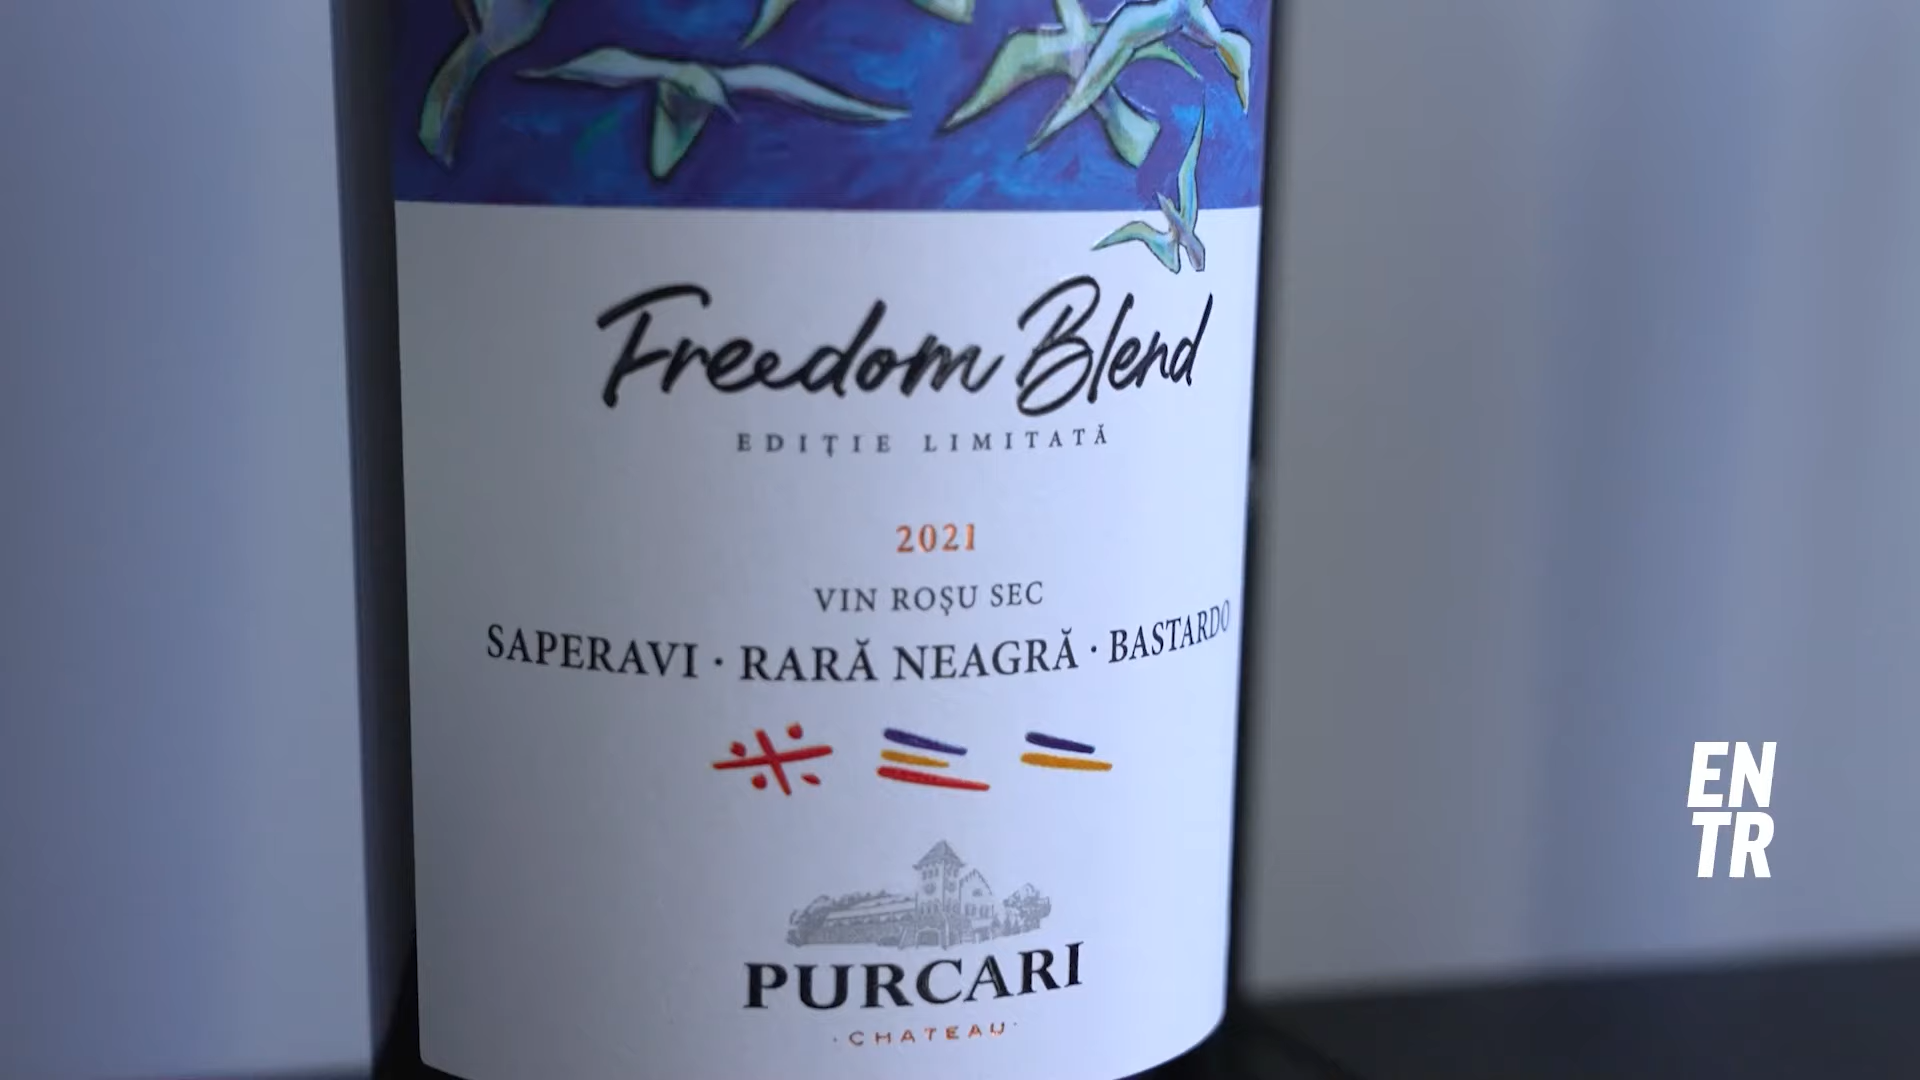 Freedom Blend
EDIȚIE LIMITATĂ
2021
VIN ROȘU SEC
SAPERAVI · RARĂ NEAGRĂ · BASTARDO
PURCARI
· CHATEAU ·
EN
TR